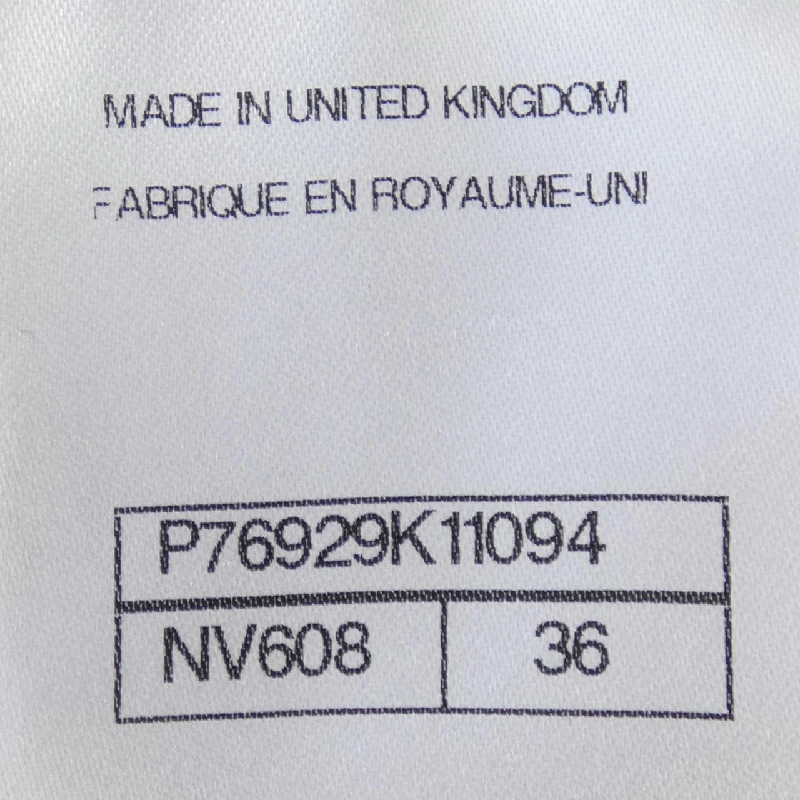 MADE IN UNITED KINGDOM
FABRIQUE EN ROYAUME-UNI
P76929K11094
NV608 36